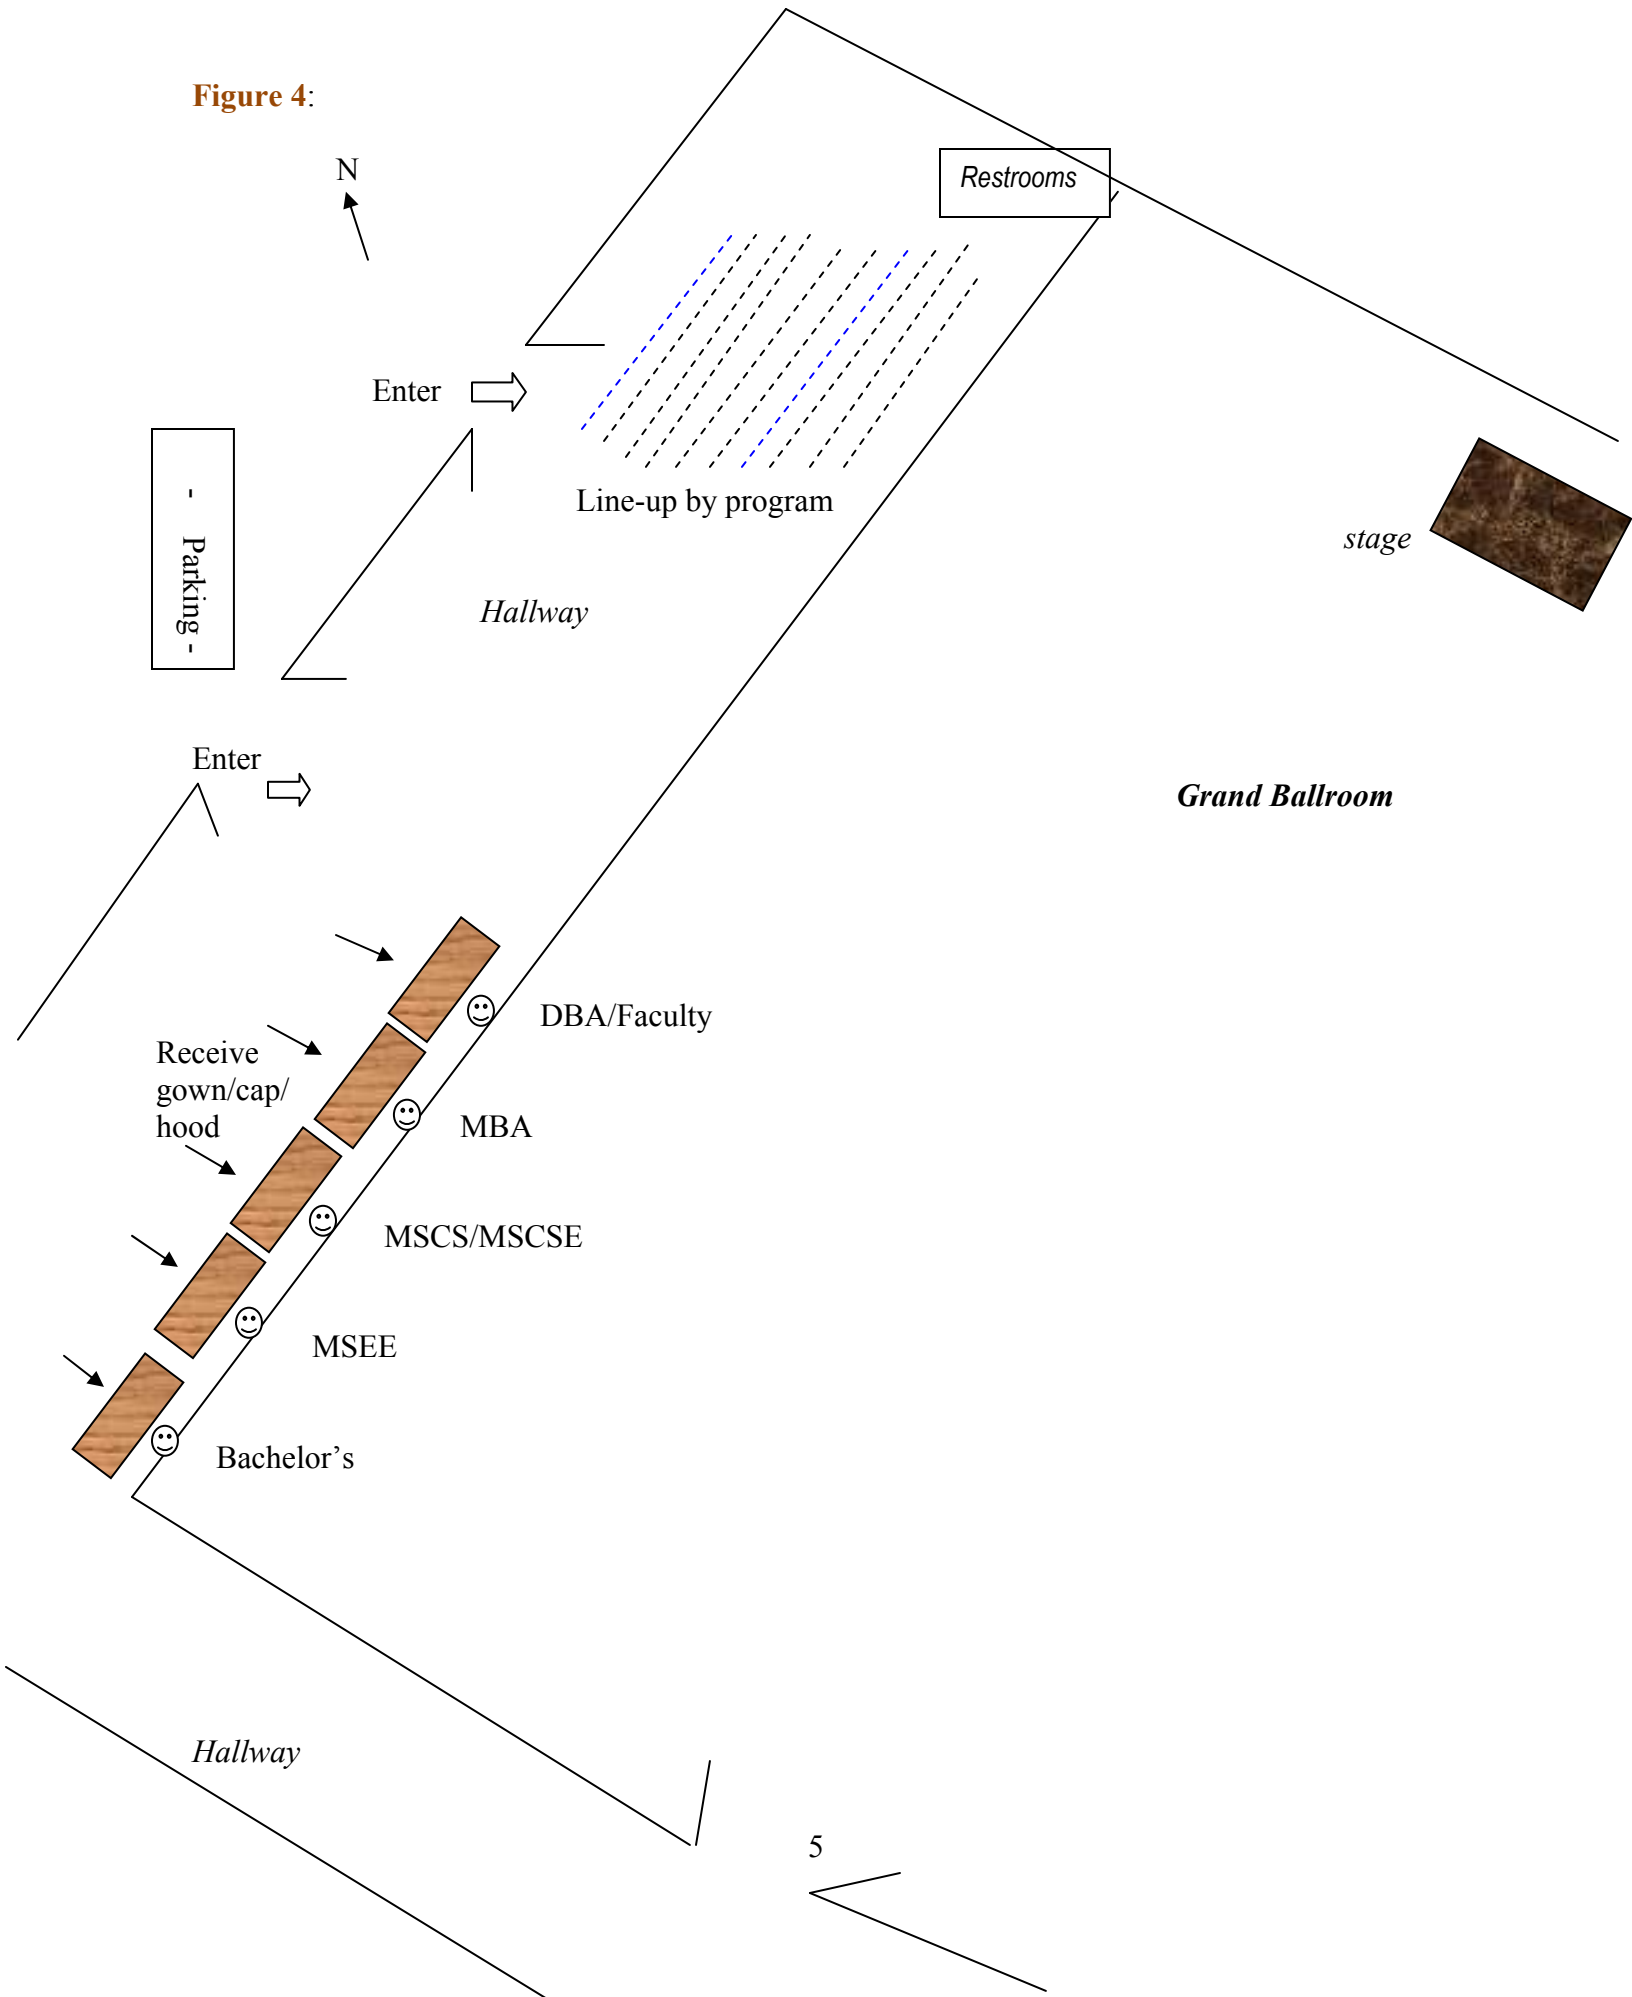 Figure 4:
N
Restrooms
Enter
Line-up by program
- Parking -
stage
Hallway
Enter
Grand Ballroom
DBA/Faculty
Receive
gown/cap/
hood
MBA
MSCS/MSCSE
MSEE
Bachelor’s
Hallway
5